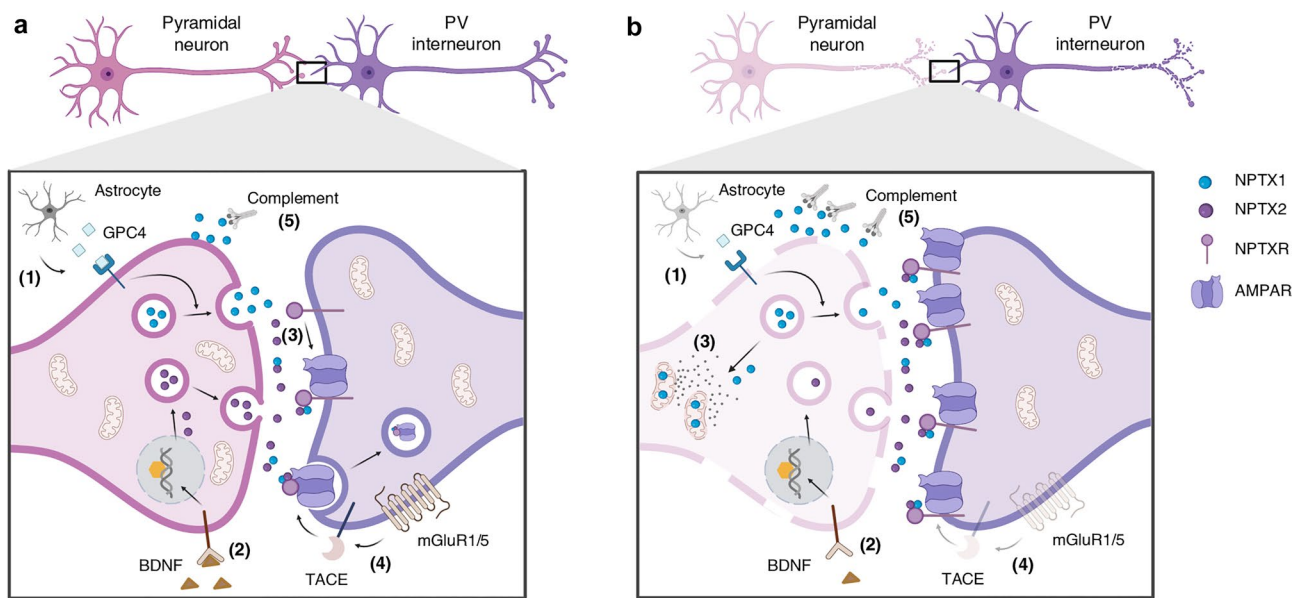 a
Pyramidal
neuron
PV
interneuron
Astrocyte
GPC4
Complement
(5)
(1)
(3)
(2)
BDNF
TACE
(4)
mGluR1/5
b
Pyramidal
neuron
PV
interneuron
Astrocyte
GPC4
Complement
(5)
(1)
(3)
(2)
BDNF
TACE
(4)
mGluR1/5
NPTX1
NPTX2
NPTXR
AMPAR